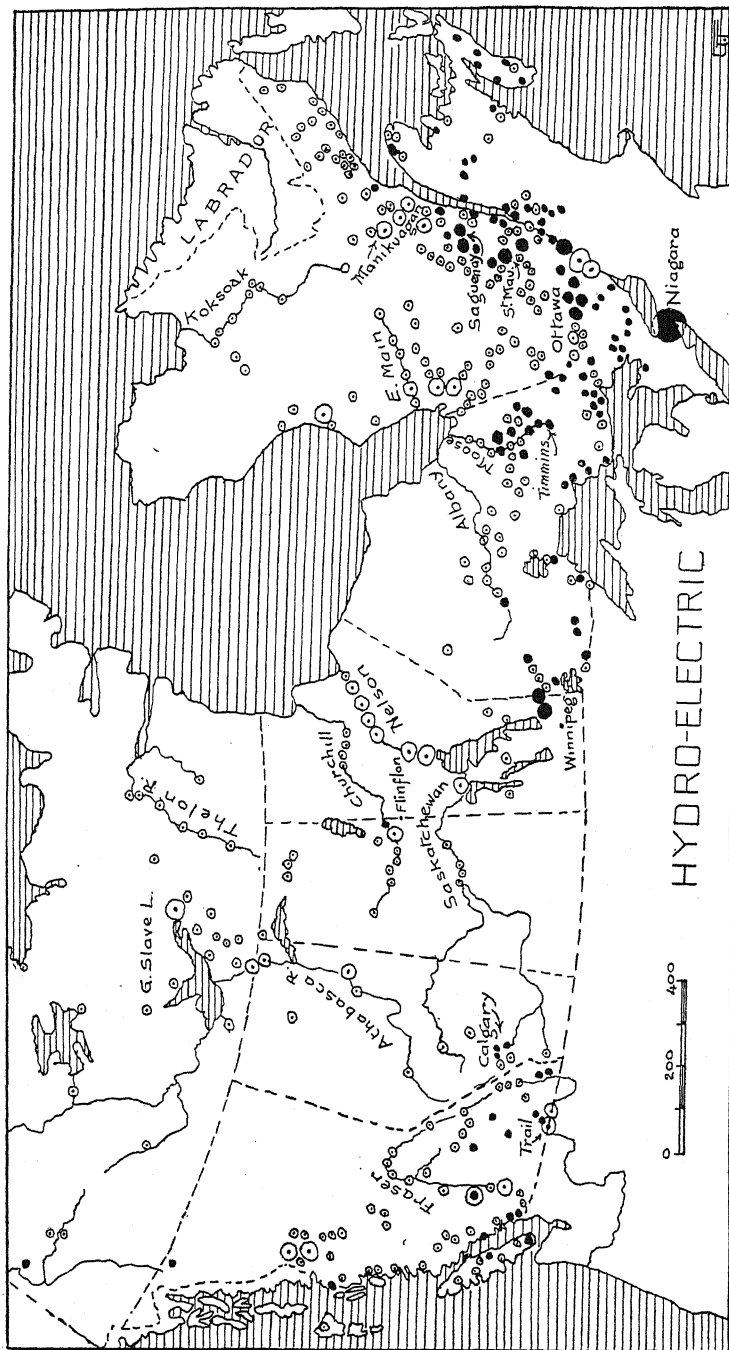 LABRADOR
Koksoak
Manikuagan
E. Main
Saguenay
St. Mau.
Ottawa
Niagara
Moose
Timmins
Albany
Nelson
Churchill
Flinflon
Thelon R.
Winnipeg
Saskatchewan
G. Slave L.
Athabasca R.
Calgary
Trail
Fraser
HYDRO-ELECTRIC
0 200 400